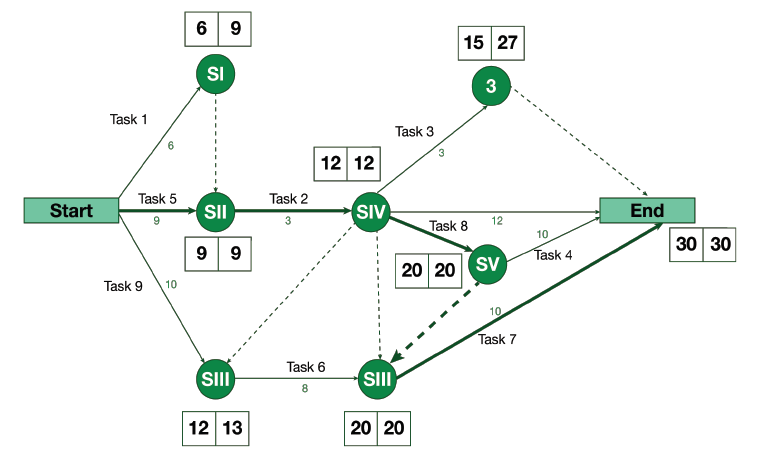 6 9
SI
15 27
3
Task 1
6
Task 3
3
12 12
Start
Task 5
9
SII
Task 2
3
SIV
12
End
9 9
Task 8
10
Task 4
20 20
SV
30 30
Task 9
10
10
Task 7
SIII
Task 6
8
SIII
12 13
20 20